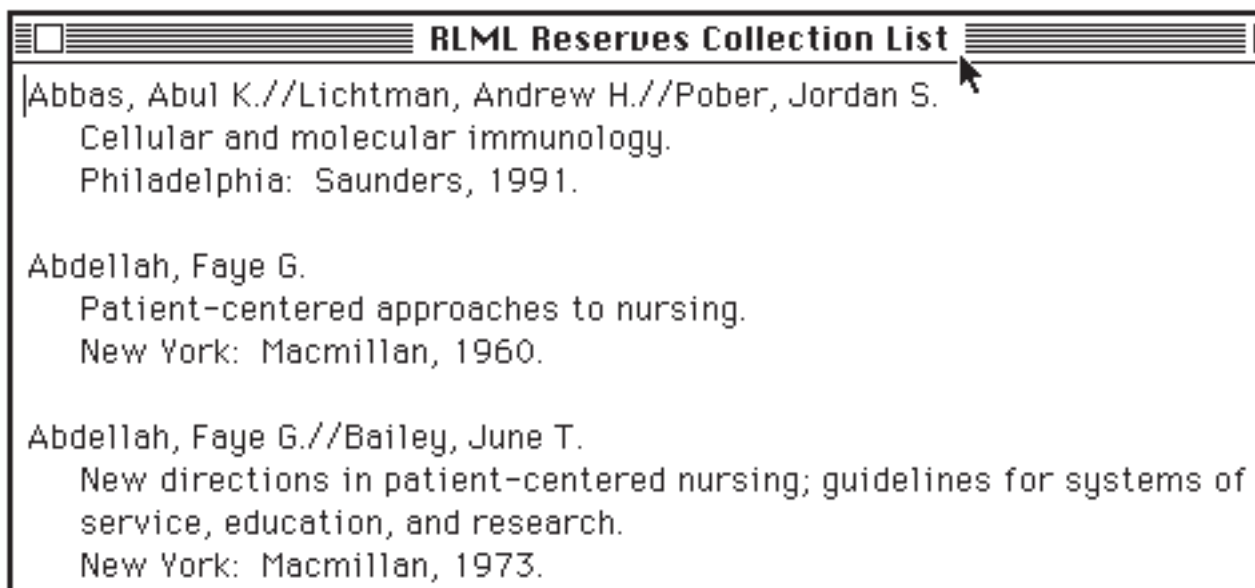 RLML Reserves Collection List
Abbas, Abul K.//Lichtman, Andrew H.//Pober, Jordan S.
Cellular and molecular immunology.
Philadelphia:  Saunders, 1991.
Abdellah, Faye G.
Patient-centered approaches to nursing.
New York:  Macmillan, 1960.
Abdellah, Faye G.//Bailey, June T.
New directions in patient-centered nursing; guidelines for systems of
service, education, and research.
New York:  Macmillan, 1973.